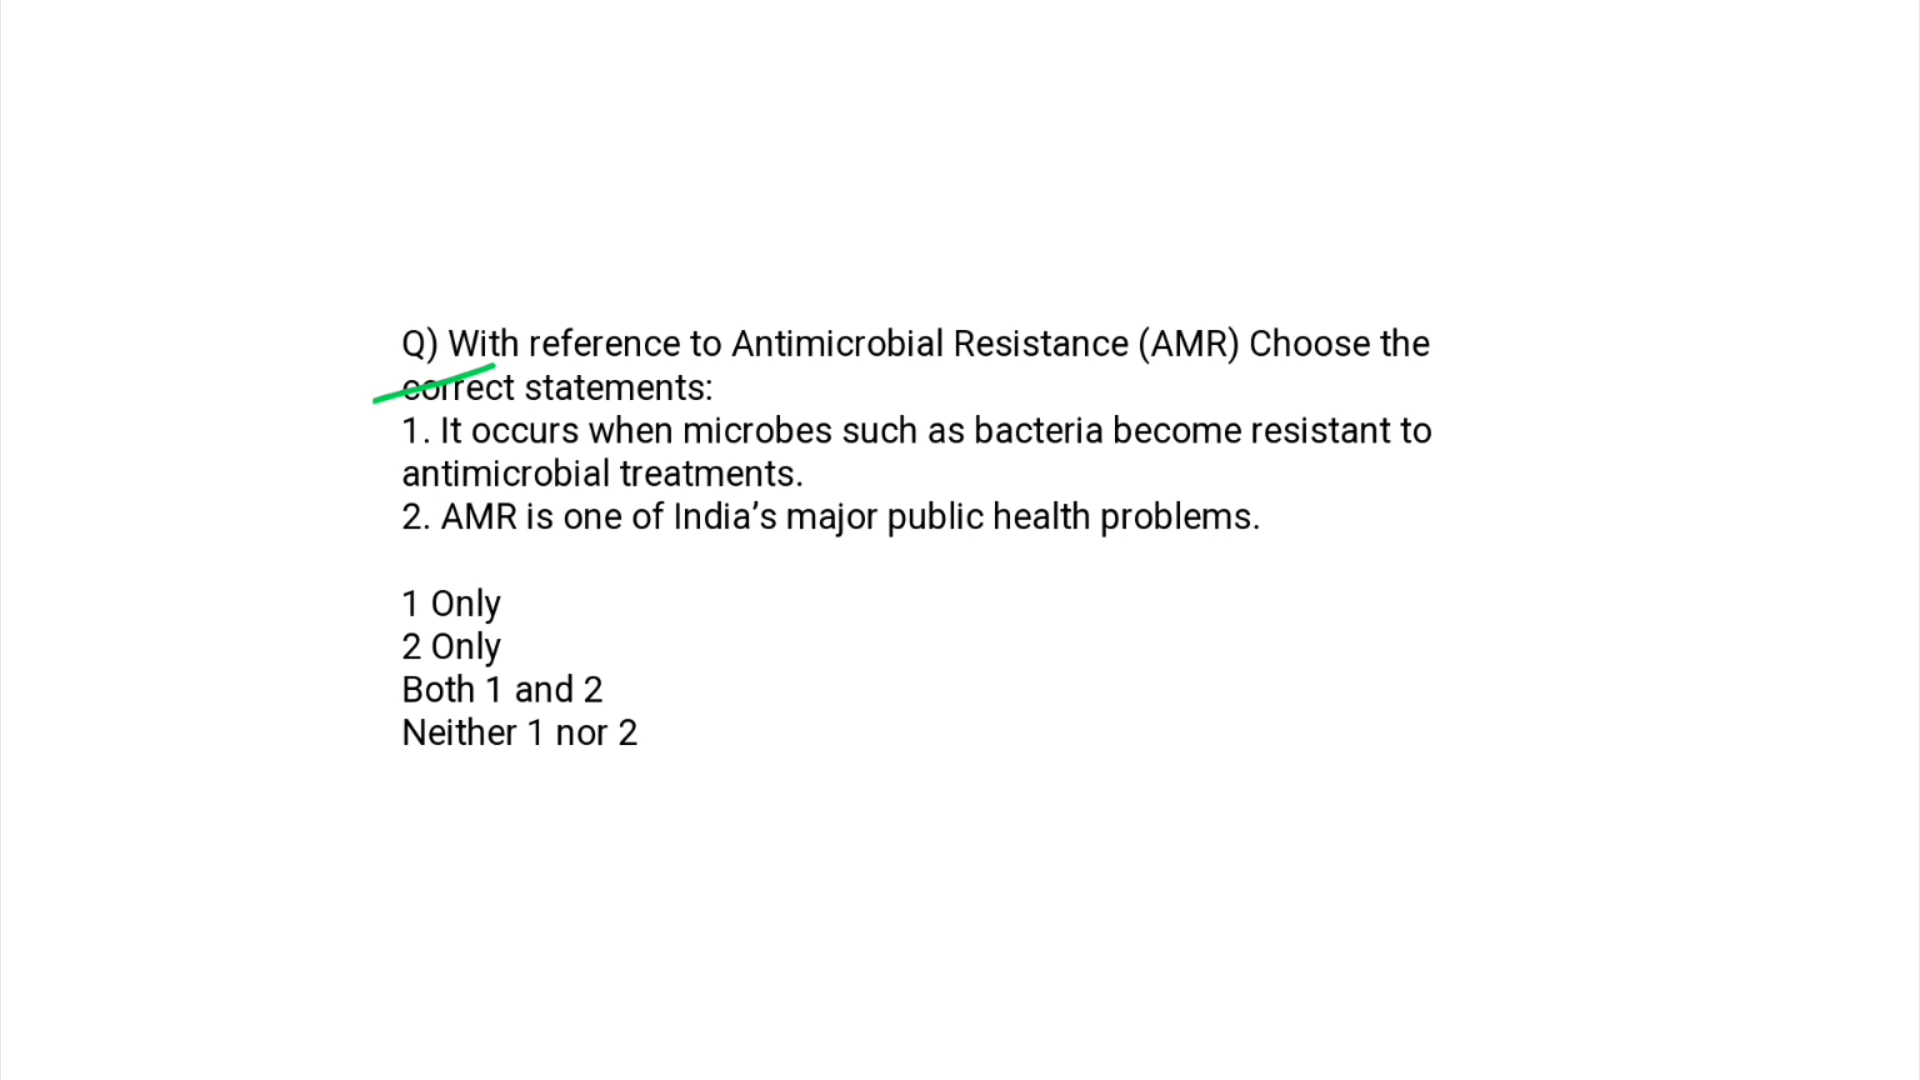 Q) With reference to Antimicrobial Resistance (AMR) Choose the
correct statements:
1. It occurs when microbes such as bacteria become resistant to
antimicrobial treatments.
2. AMR is one of India’s major public health problems.
1 Only
2 Only
Both 1 and 2
Neither 1 nor 2